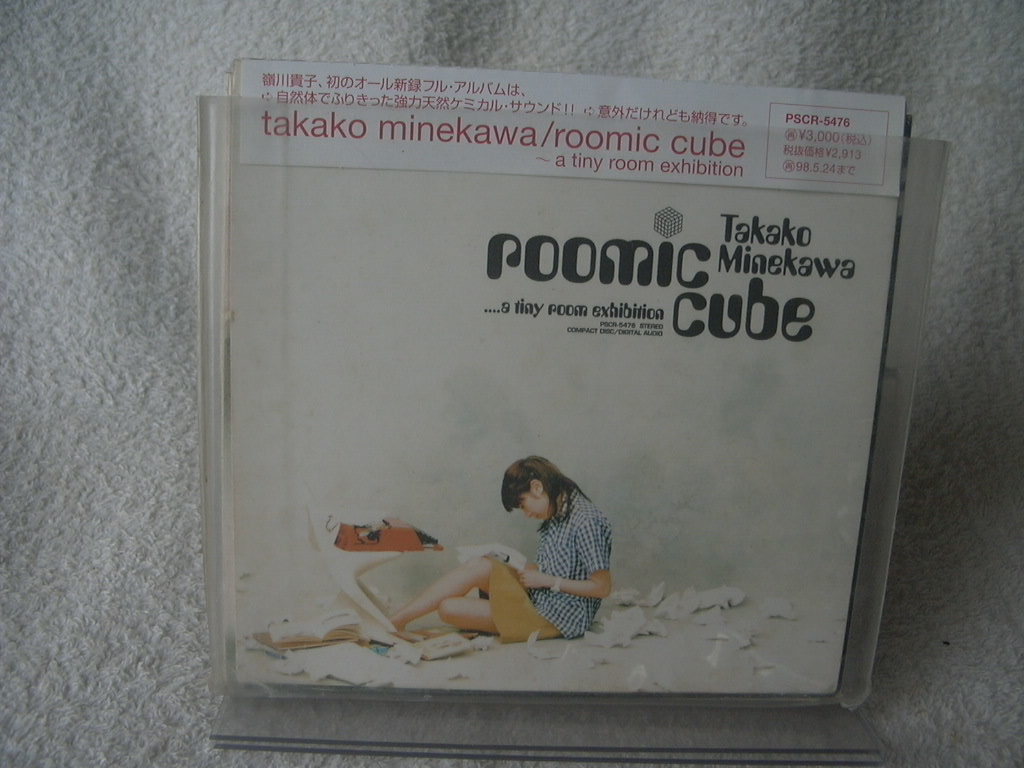 嶺川貴子、初のオール新録フル・アルバムは、
自然体でふりきった強力天然ケミカル・サウンド!! 意外だけれども納得です。
takako minekawa/roomic cube
～a tiny room exhibition
PSCR-5476
¥3,000(税込)
税抜価格¥2,913
98.5.24まで
Takako
Minekawa
roomic
cube
....a tiny room exhibition
PSCR-5476 STEREO
COMPACT DISC/DIGITAL AUDIO